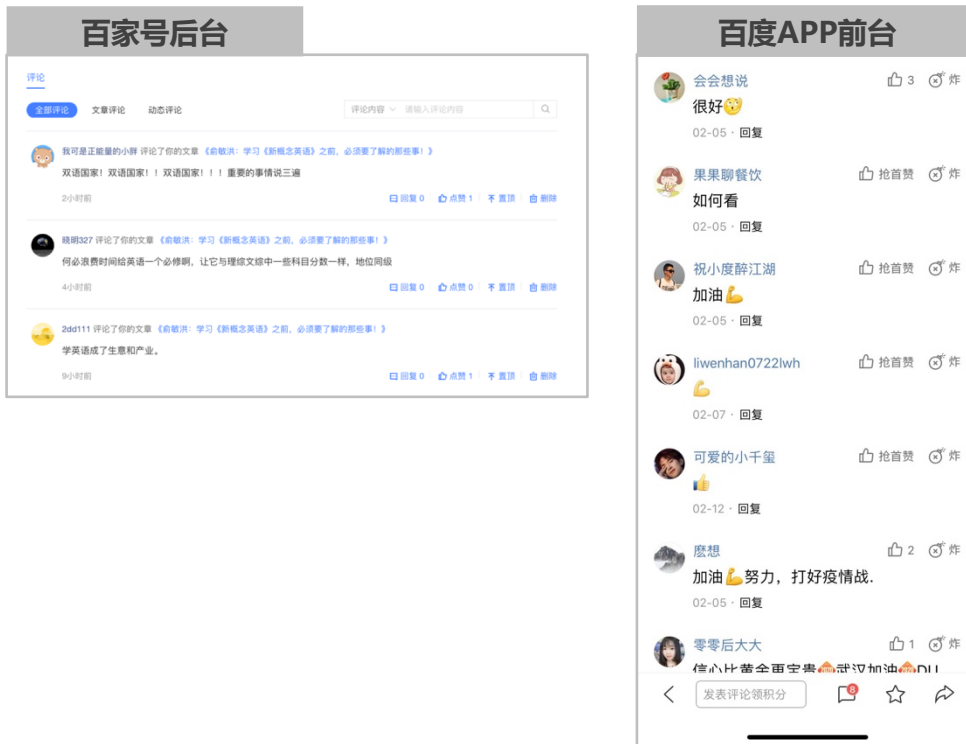 百家号后台
评论
全部评论 文章评论 动态评论 评论内容 请输入评论内容
我可是正能量的小胖 评论了你的文章 《俞敏洪：学习《新概念英语》之前，必须要了解的那些事！》
双语国家！双语国家！！双语国家！！！重要的事情说三遍
2小时前 回复 0 点赞 1 置顶 删除
晓明327 评论了你的文章 《俞敏洪：学习《新概念英语》之前，必须要了解的那些事！》
何必浪费时间给英语一个必修啊，让它与理综文综中一些科目分数一样，地位同级
4小时前 回复 0 点赞 0 置顶 删除
2dd111 评论了你的文章 《俞敏洪：学习《新概念英语》之前，必须要了解的那些事！》
学英语成了生意和产业。
9小时前 回复 0 点赞 1 置顶 删除
百度APP前台
会会想说 3 炸
很好😯
02-05 · 回复
果果聊餐饮 抢首赞 炸
如何看
02-05 · 回复
祝小度醉江湖 抢首赞 炸
加油💪
02-05 · 回复
liwenhan0722lwh 抢首赞 炸
💪
02-07 · 回复
可爱的小千玺 抢首赞 炸
👍
02-12 · 回复
麽想 2 炸
加油💪努力，打好疫情战.
02-05 · 回复
零零后大大 1 炸
信心比黄金更宝贵 武汉加油 DU
发表评论领积分 8